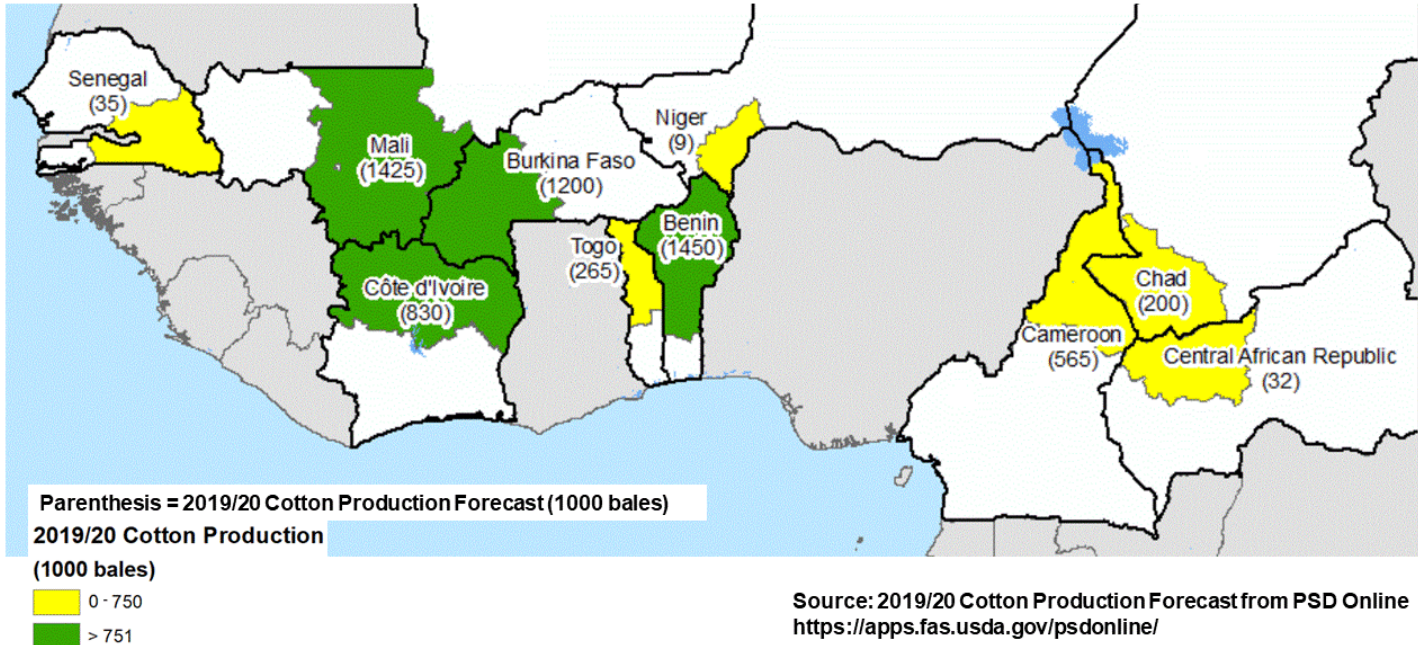 Senegal
(35)
Mali
(1425)
Burkina Faso
(1200)
Niger
(9)
Benin
(1450)
Togo
(265)
Côte d'Ivoire
(830)
Chad
(200)
Cameroon
(565)
Central African Republic
(32)
Parenthesis = 2019/20 Cotton Production Forecast (1000 bales)
2019/20 Cotton Production
(1000 bales)
0 - 750
> 751
Source: 2019/20 Cotton Production Forecast from PSD Online
https://apps.fas.usda.gov/psdonline/